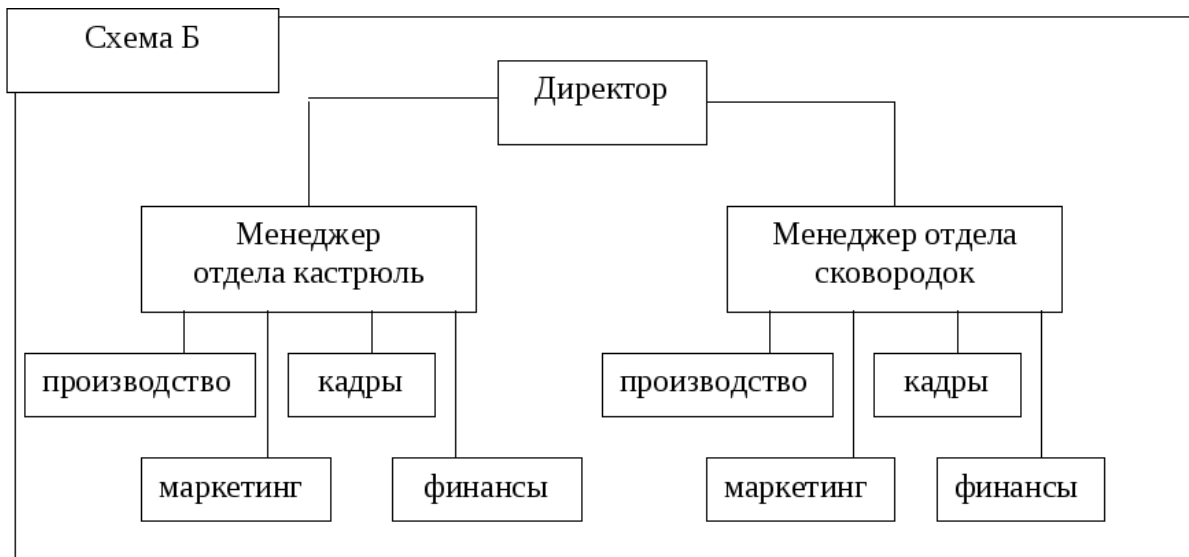 Схема Б
Директор
Менеджер
отдела кастрюль
Менеджер отдела
сковородок
производство
кадры
производство
кадры
маркетинг
финансы
маркетинг
финансы